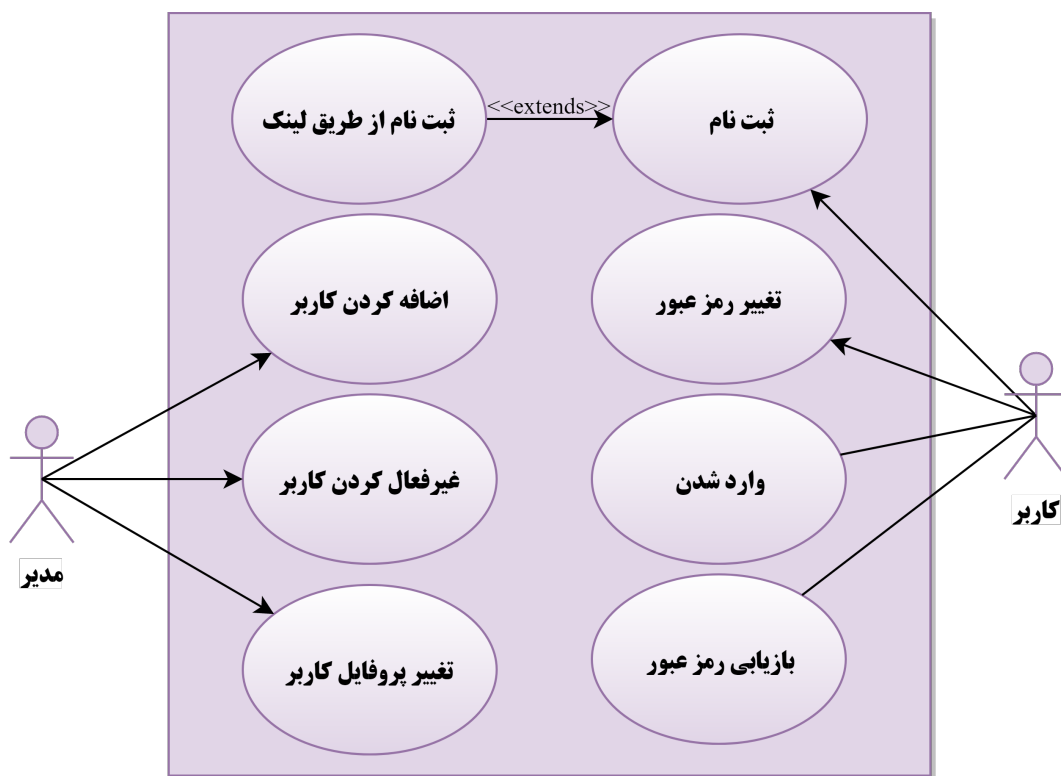 ثبت نام
<<extends>>
ثبت نام از طریق لینک
تغییر رمز عبور
اضافه کردن کاربر
وارد شدن
غیرفعال کردن کاربر
کاربر
مدیر
بازیابی رمز عبور
تغییر پروفایل کاربر